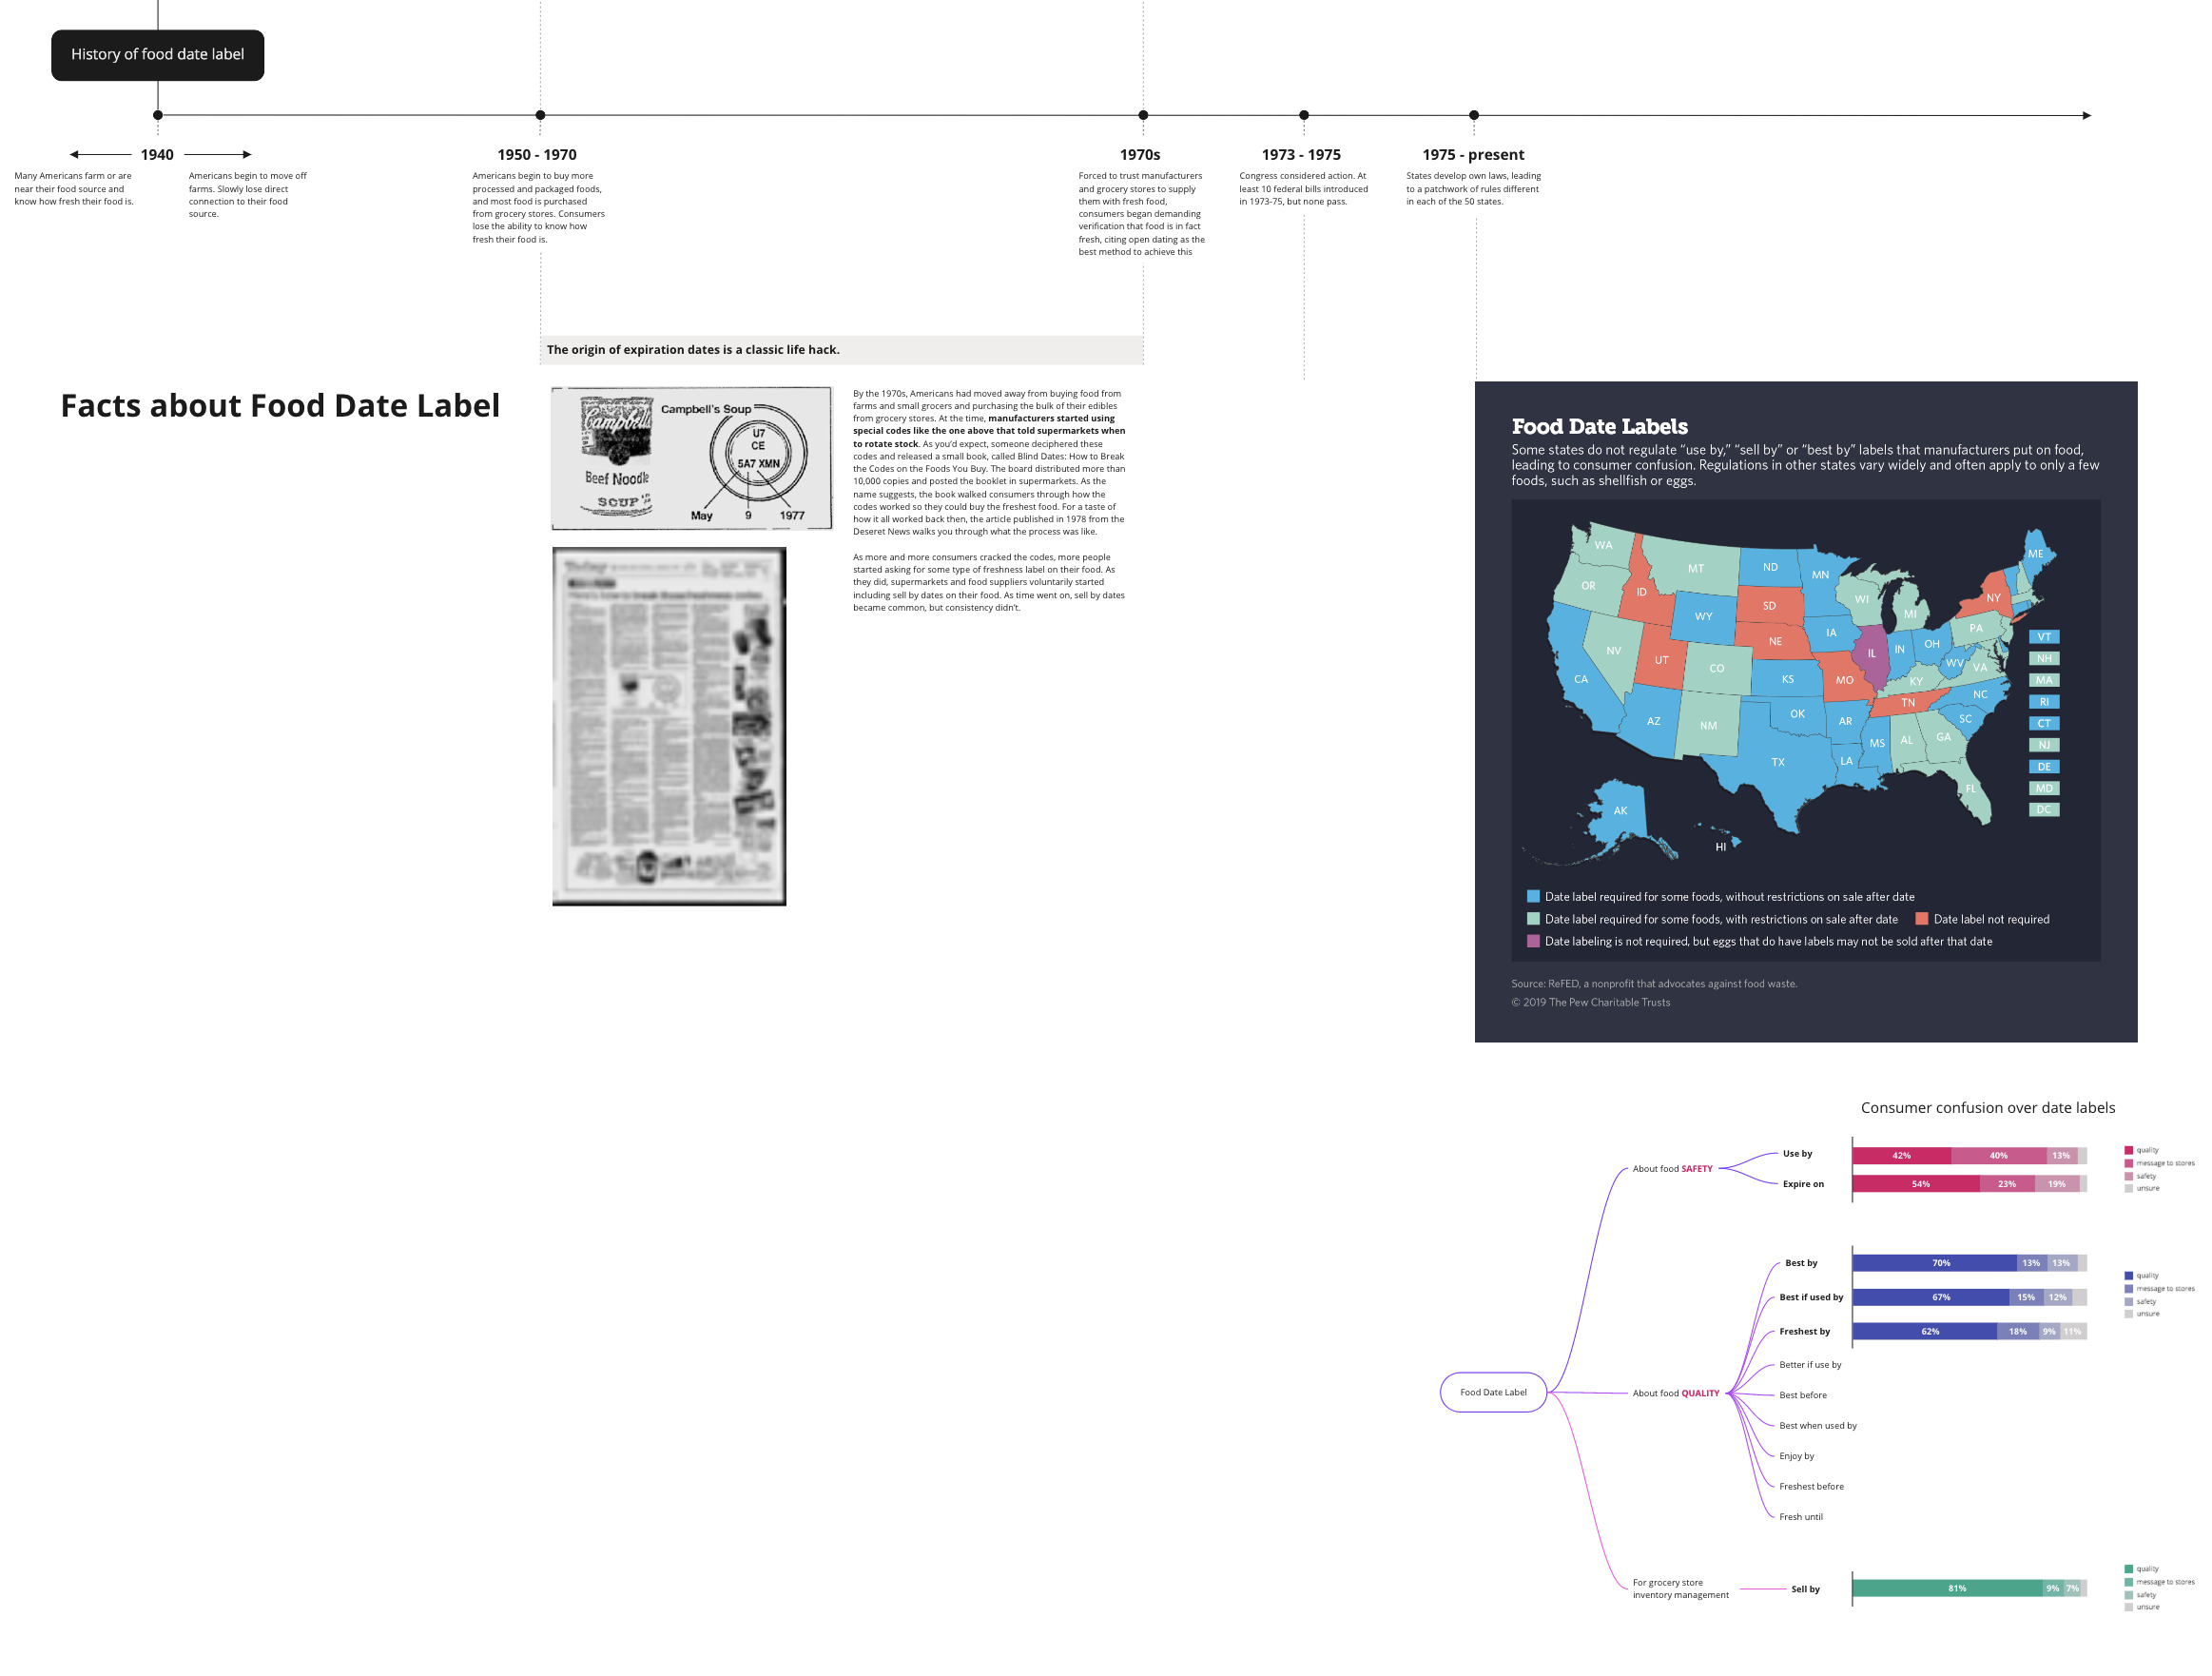 History of food date label
1940
Many Americans farm or are
near their food source and
know how fresh their food is.
Americans begin to move off
farms. Slowly lose direct
connection to their food
source.
1950 - 1970
Americans begin to buy more
processed and packaged foods,
and most food is purchased
from grocery stores. Consumers
lose the ability to know how
fresh their food is.
1970s
Forced to trust manufacturers
and grocery stores to supply
them with fresh food,
consumers began demanding
verification that food is in fact
fresh, citing open dating as the
best method to achieve this
1973 - 1975
Congress considered action. At
least 10 federal bills introduced
in 1973-75, but none pass.
1975 - present
States develop own laws, leading
to a patchwork of rules different
in each of the 50 states.
The origin of expiration dates is a classic life hack.
Facts about Food Date Label
Campbell's
Beef Noodle
SOUP
Campbell's Soup
U7
CE
5A7 XMN
May 9 1977
By the 1970s, Americans had moved away from buying food from
farms and small grocers and purchasing the bulk of their edibles
from grocery stores. At the time, manufacturers started using
special codes like the one above that told supermarkets when
to rotate stock. As you'd expect, someone deciphered these
codes and released a small book, called Blind Dates: How to Break
the Codes on the Foods You Buy. The board distributed more than
10,000 copies and posted the booklet in supermarkets. As the
name suggests, the book walked consumers through how the
codes worked so they could buy the freshest food. For a taste of
how it all worked back then, the article published in 1978 from the
Deseret News walks you through what the process was like.
As more and more consumers cracked the codes, more people
started asking for some type of freshness label on their food. As
they did, supermarkets and food suppliers voluntarily started
including sell by dates on their food. As time went on, sell by dates
became common, but consistency didn't.
Today
Here's how to break those freshness codes
Food Date Labels
Some states do not regulate “use by,” “sell by” or “best by” labels that manufacturers put on food,
leading to consumer confusion. Regulations in other states vary widely and often apply to only a few
foods, such as shellfish or eggs.
WA
OR
ID
MT
ND
MN
SD
WY
NE
IA
WI
MI
NY
ME
PA
OH
IN
IL
WV
VA
KY
NC
SC
TN
MO
KS
CO
UT
NV
CA
AZ
NM
OK
AR
TX
LA
MS
AL
GA
FL
AK
HI
VT
NH
MA
RI
CT
NJ
DE
MD
DC
Date label required for some foods, without restrictions on sale after date
Date label required for some foods, with restrictions on sale after date
Date label not required
Date labeling is not required, but eggs that do have labels may not be sold after that date
Source: ReFED, a nonprofit that advocates against food waste.
© 2019 The Pew Charitable Trusts
Consumer confusion over date labels
Food Date Label
About food SAFETY
Use by
42% 40% 13%
Expire on
54% 23% 19%
quality
message to stores
safety
unsure
About food QUALITY
Best by
70% 13% 13%
Best if used by
67% 15% 12%
Freshest by
62% 18% 9% 11%
quality
message to stores
safety
unsure
Better if use by
Best before
Best when used by
Enjoy by
Freshest before
Fresh until
For grocery store
inventory management
Sell by
81% 9% 7%
quality
message to stores
safety
unsure